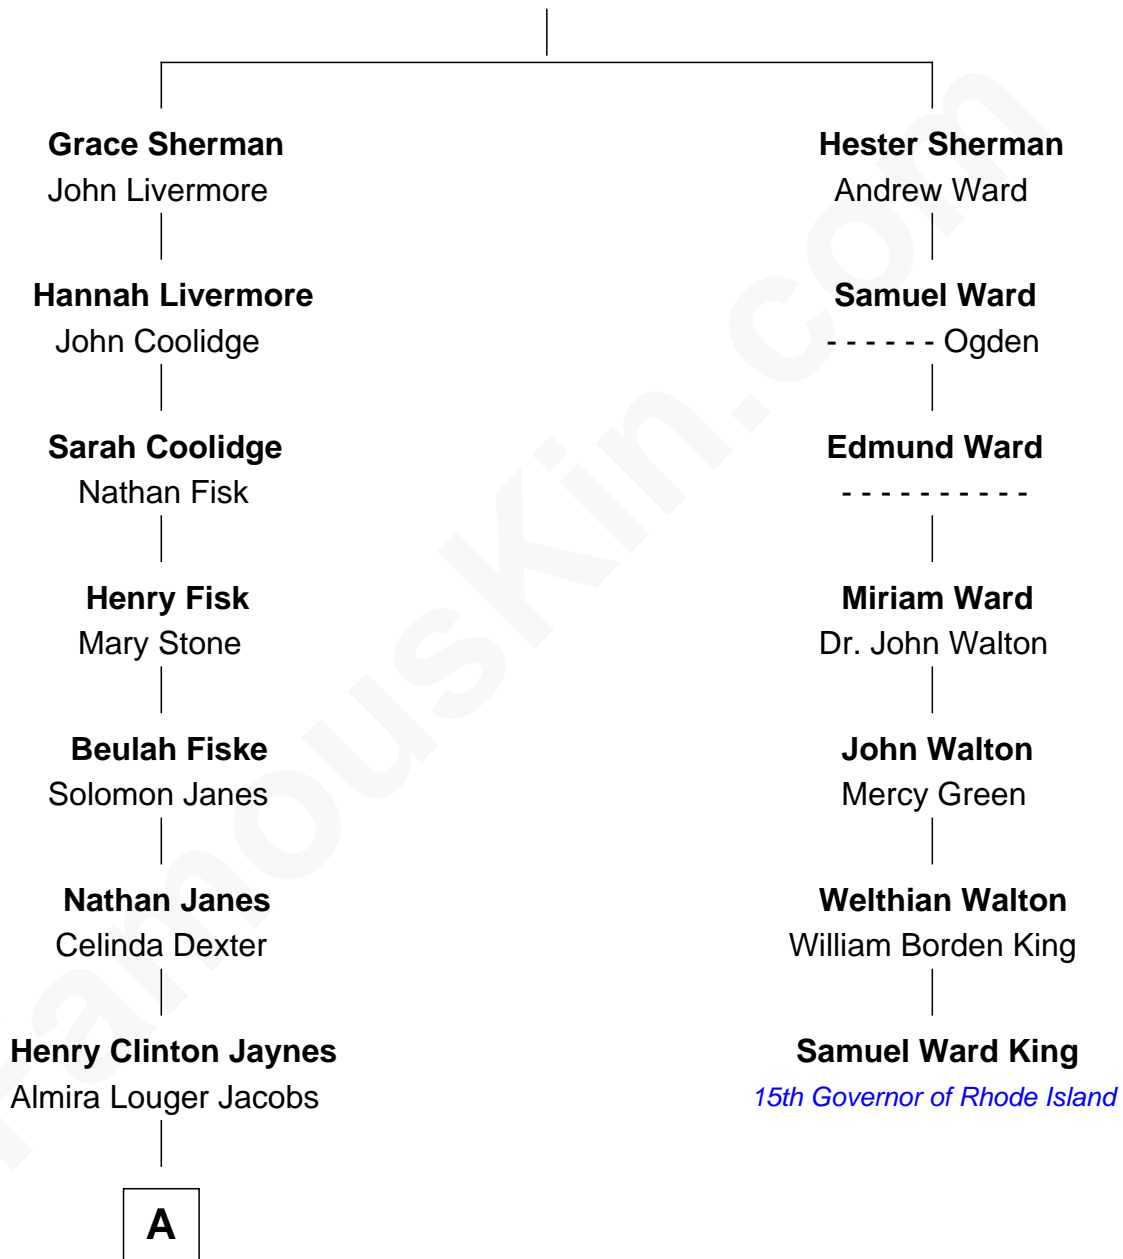 Grace Sherman
John Livermore
Hannah Livermore
John Coolidge
Sarah Coolidge
Nathan Fisk
Henry Fisk
Mary Stone
Beulah Fiske
Solomon Janes
Nathan Janes
Celinda Dexter
Henry Clinton Jaynes
Almira Louger Jacobs
A
Hester Sherman
Andrew Ward
Samuel Ward
- - - - - - Ogden
Edmund Ward
- - - - - - - - - -
Miriam Ward
Dr. John Walton
John Walton
Mercy Green
Welthian Walton
William Borden King
Samuel Ward King
15th Governor of Rhode Island
FamousKin.com